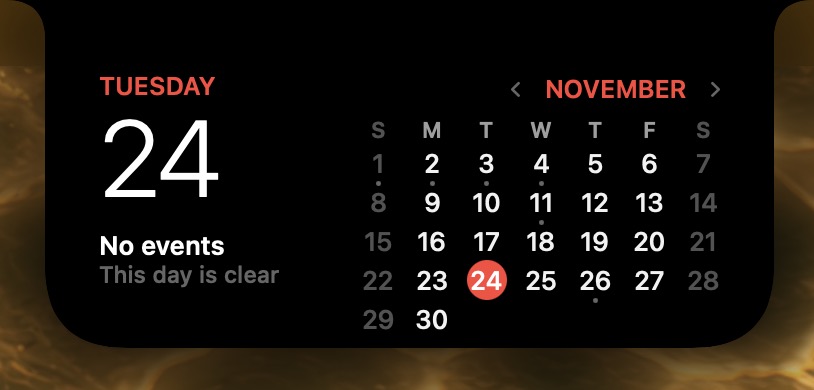 TUESDAY
24
No events
This day is clear
< NOVEMBER >
S M T W T F S
1 2 3 4 5 6 7
8 9 10 11 12 13 14
15 16 17 18 19 20 21
22 23 24 25 26 27 28
29 30